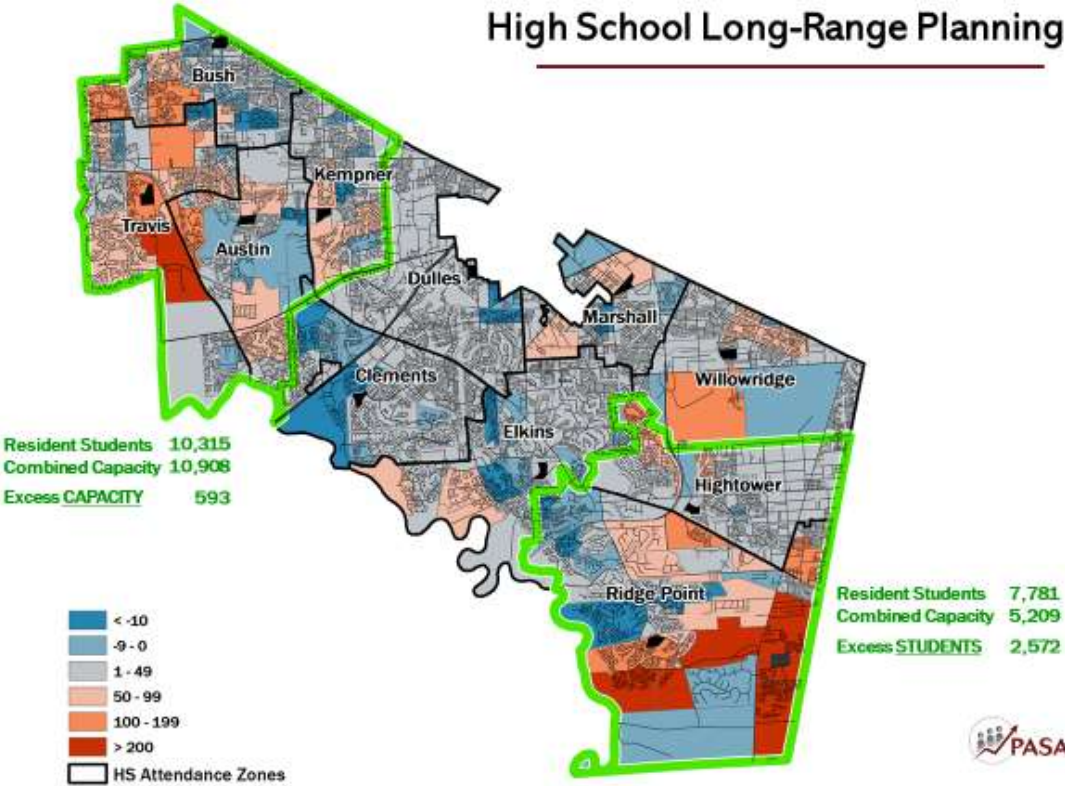 High School Long-Range Planning
Bush
Kempner
Travis
Austin
Dulles
Marshall
Clements
Willowridge
Elkins
Hightower
Ridge Point
Resident Students 10,315
Combined Capacity 10,908
Excess CAPACITY 593
Resident Students 7,781
Combined Capacity 5,209
Excess STUDENTS 2,572
< -10
-9 - 0
1 - 49
50 - 99
100 - 199
> 200
HS Attendance Zones
PASA